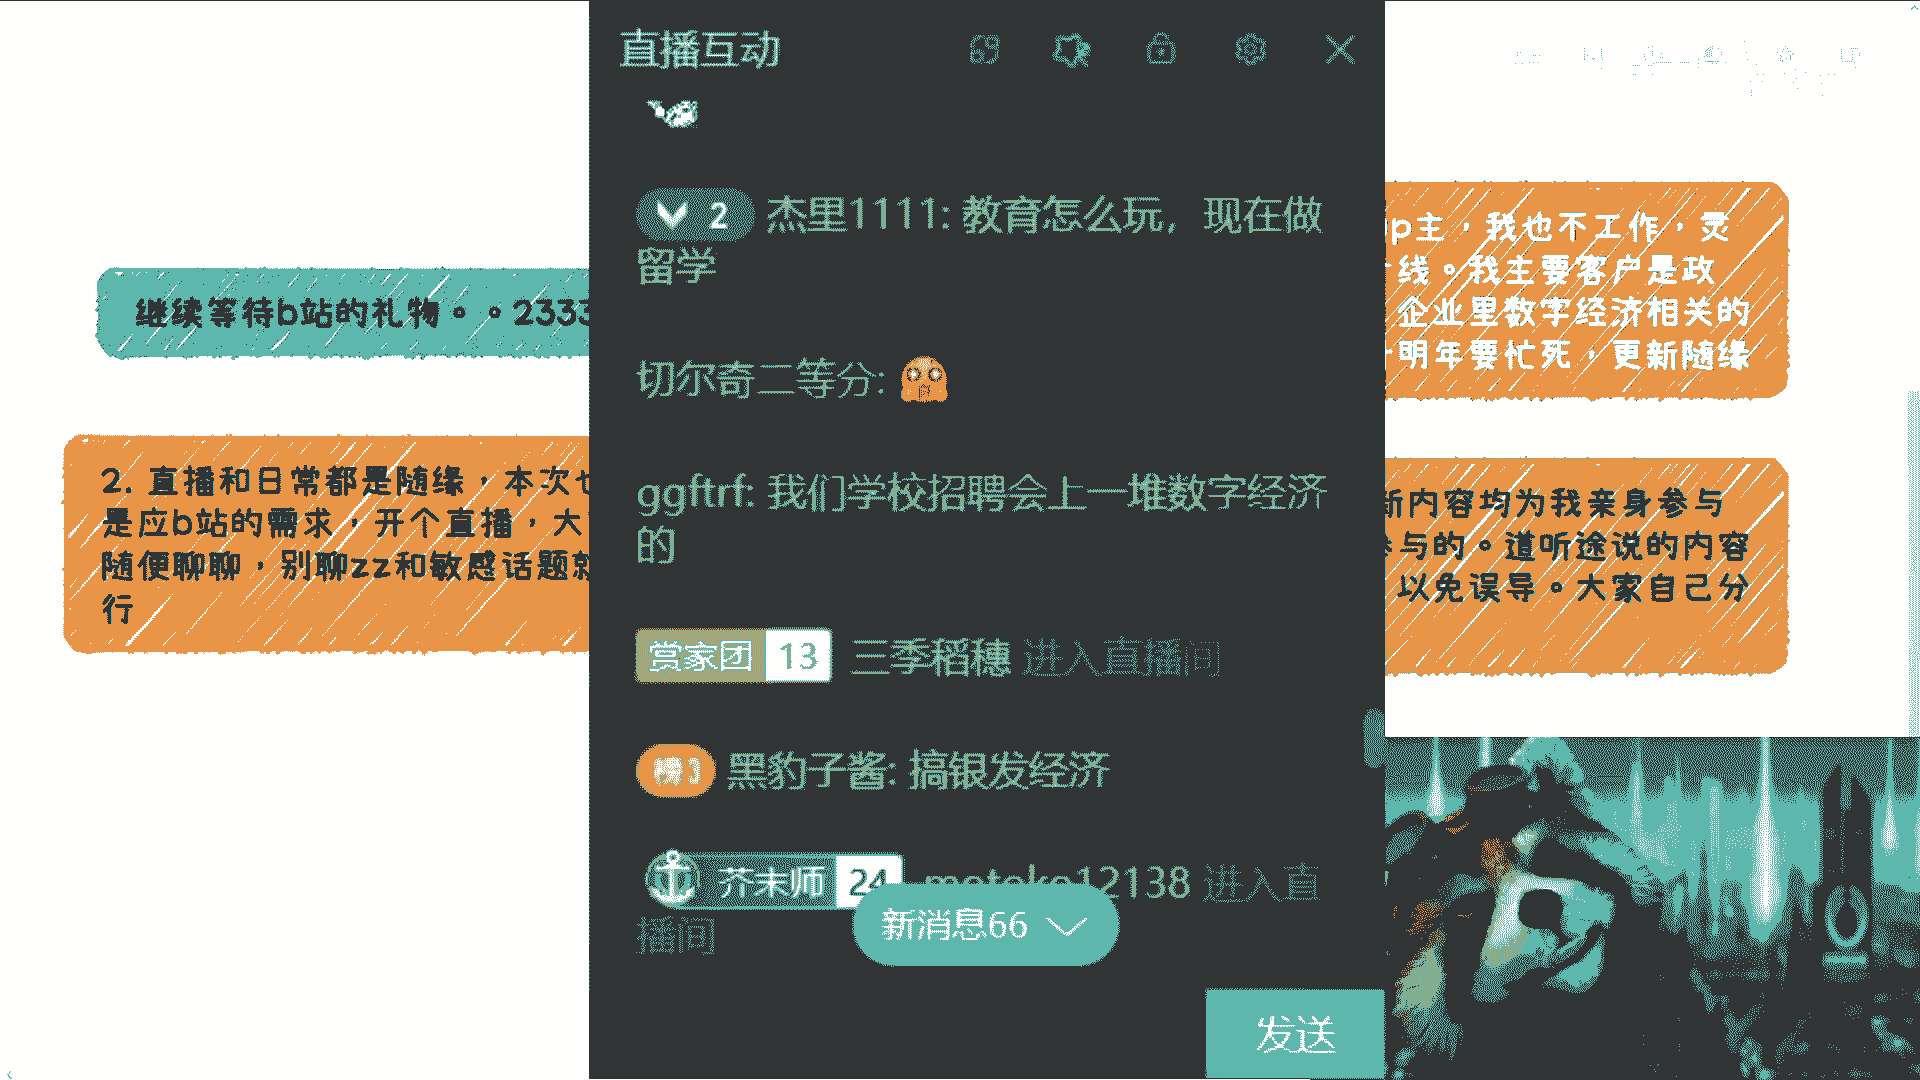 继续等待b站的礼物。。2333
2. 直播和日常都是随缘，本次也
是应b站的需求，开个直播，大
随便聊聊，别聊zz和敏感话题就
行
直播互动
2 杰里1111: 教育怎么玩，现在做
留学
切尔奇二等分:
ggftrf: 我们学校招聘会上一堆数字经济
的
赏家团 13 三季稻穗 进入直播间
榜3 黑豹子酱: 搞银发经济
芥末师 24 motoko12138 进入直
播间
新消息66
发送
up主，我也不工作，灵
线。我主要客户是政
企业里数字经济相关的
明年要忙死，更新随缘
新内容均为我亲身参与
参与的。道听途说的内容
以免误导。大家自己分